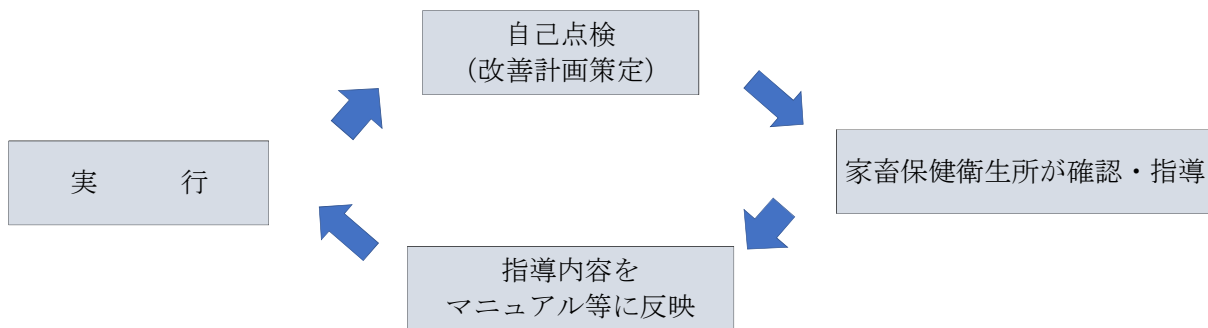 自己点検
（改善計画策定）
家畜保健衛生所が確認・指導
実　　　行
指導内容を
マニュアル等に反映